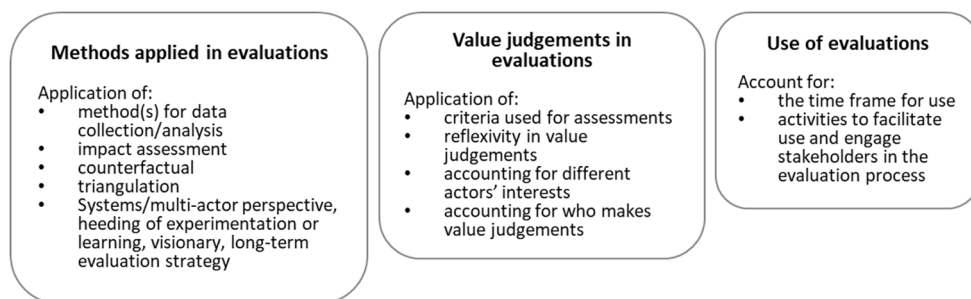 Methods applied in evaluations
Application of:
• method(s) for data
collection/analysis
• impact assessment
• counterfactual
• triangulation
• Systems/multi-actor perspective,
heeding of experimentation or
learning, visionary, long-term
evaluation strategy
Value judgements in
evaluations
Application of:
• criteria used for assessments
• reflexivity in value
judgements
• accounting for different
actors’ interests
• accounting for who makes
value judgements
Use of evaluations
Account for:
• the time frame for use
• activities to facilitate
use and engage
stakeholders in the
evaluation process